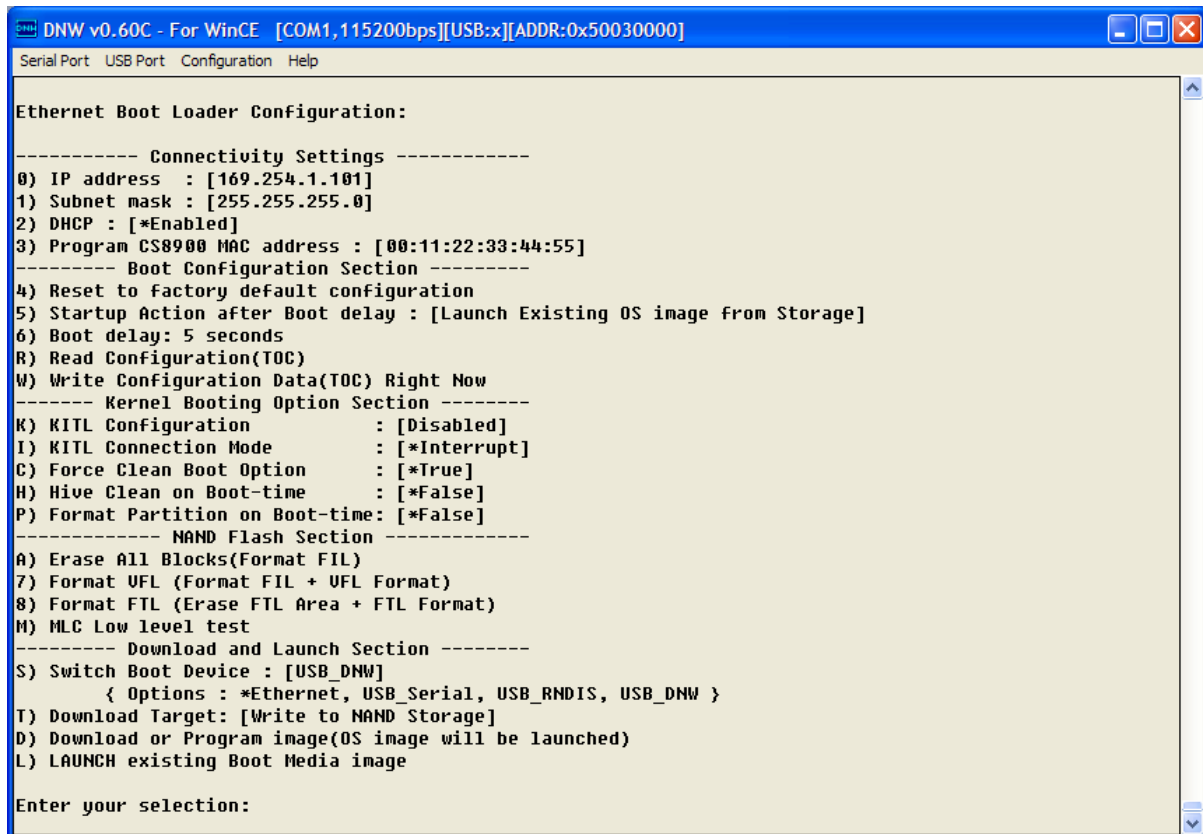 DNW v0.60C - For WinCE [COM1,115200bps][USB:x][ADDR:0x50030000]
Serial Port USB Port Configuration Help
Ethernet Boot Loader Configuration:
----------- Connectivity Settings ------------
0) IP address  : [169.254.1.101]
1) Subnet mask : [255.255.255.0]
2) DHCP : [*Enabled]
3) Program CS8900 MAC address : [00:11:22:33:44:55]
--------- Boot Configuration Section ---------
4) Reset to factory default configuration
5) Startup Action after Boot delay : [Launch Existing OS image from Storage]
6) Boot delay: 5 seconds
R) Read Configuration(TOC)
W) Write Configuration Data(TOC) Right Now
------- Kernel Booting Option Section --------
K) KITL Configuration           : [Disabled]
I) KITL Connection Mode         : [*Interrupt]
C) Force Clean Boot Option      : [*True]
H) Hive Clean on Boot-time      : [*False]
P) Format Partition on Boot-time: [*False]
------------- NAND Flash Section -------------
A) Erase All Blocks(Format FIL)
7) Format VFL (Format FIL + VFL Format)
8) Format FTL (Erase FTL Area + FTL Format)
M) MLC Low level test
--------- Download and Launch Section --------
S) Switch Boot Device : [USB_DNW]
{ Options : *Ethernet, USB_Serial, USB_RNDIS, USB_DNW }
T) Download Target: [Write to NAND Storage]
D) Download or Program image(OS image will be launched)
L) LAUNCH existing Boot Media image
Enter your selection: